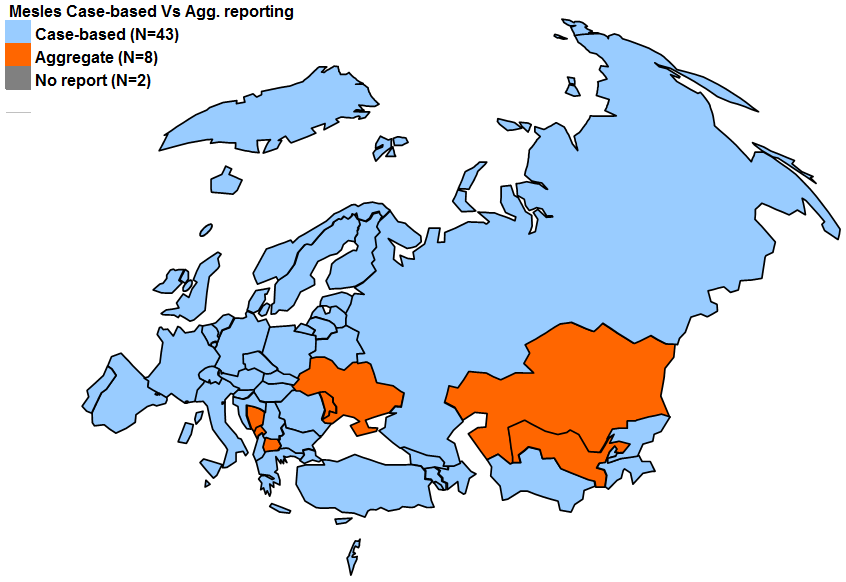 Mesles Case-based Vs Agg. reporting
Case-based (N=43)
Aggregate (N=8)
No report (N=2)